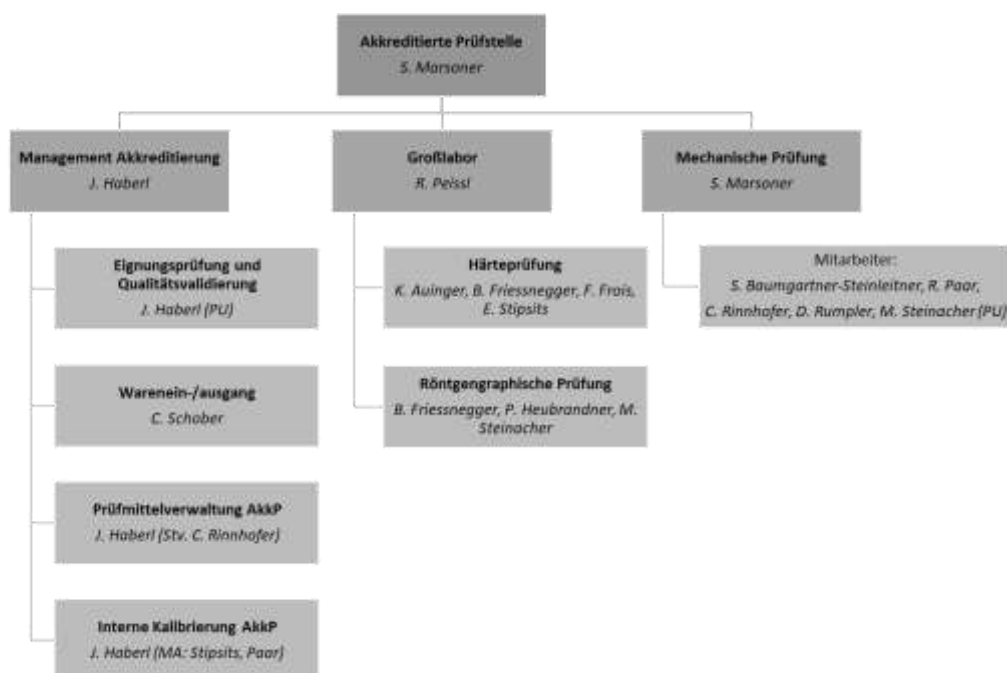 Akkreditierte Prüfstelle
S. Marsoner
Management Akkreditierung
J. Haberl
Großlabor
R. Peissl
Mechanische Prüfung
S. Marsoner
Eignungsprüfung und
Qualitätsvalidierung
J. Haberl (PU)
Härteprüfung
K. Auinger, B. Friessnegger, F. Frais,
E. Stipsits
Mitarbeiter:
S. Baumgartner-Steinleitner, R. Paar,
C. Rinnhofer, D. Rumpler, M. Steinacher (PU)
Warenein-/ausgang
C. Schober
Röntgengraphische Prüfung
B. Friessnegger, P. Heubrandner, M.
Steinacher
Prüfmittelverwaltung AkkP
J. Haberl (Stv. C. Rinnhofer)
Interne Kalibrierung AkkP
J. Haberl (MA: Stipsits, Paar)